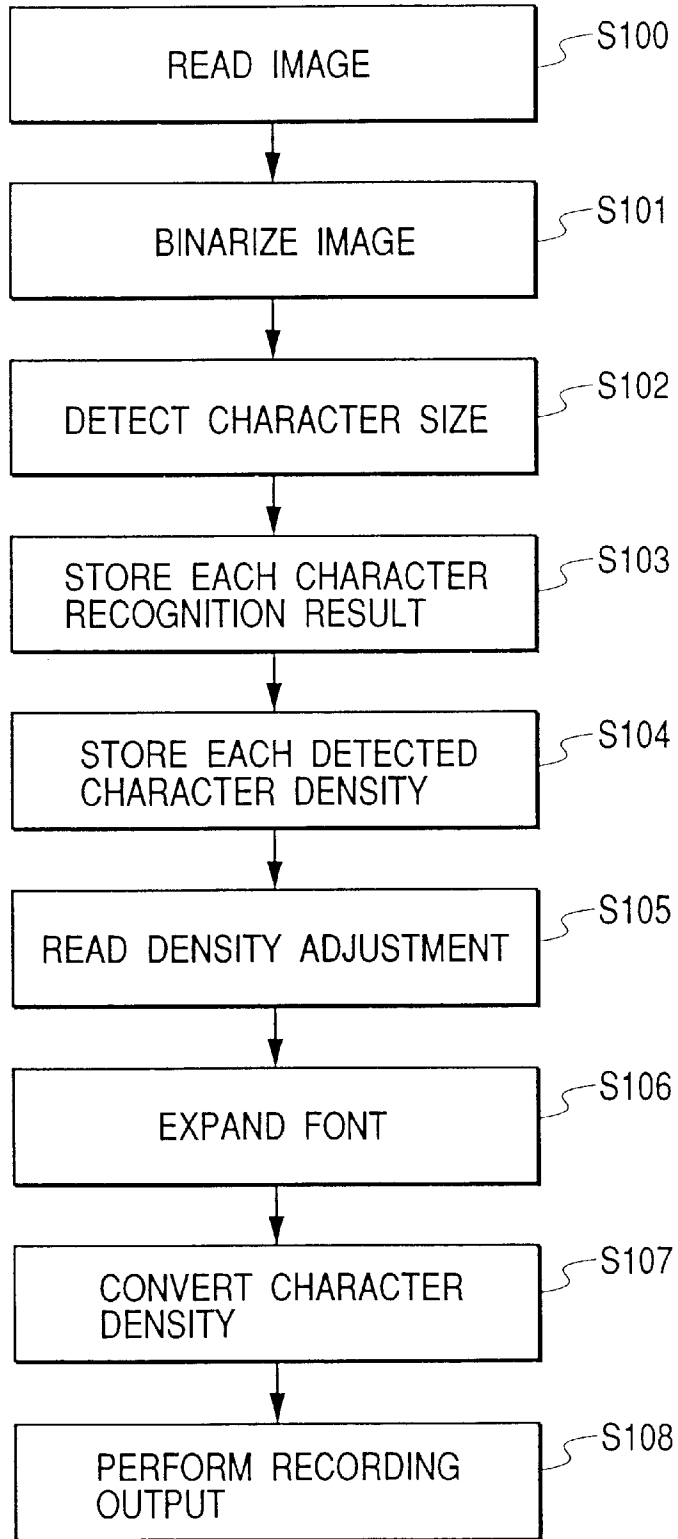 READ IMAGE
S100
BINARIZE IMAGE
S101
DETECT CHARACTER SIZE
S102
STORE EACH CHARACTER
RECOGNITION RESULT
S103
STORE EACH DETECTED
CHARACTER DENSITY
S104
READ DENSITY ADJUSTMENT
S105
EXPAND FONT
S106
CONVERT CHARACTER
DENSITY
S107
PERFORM RECORDING
OUTPUT
S108